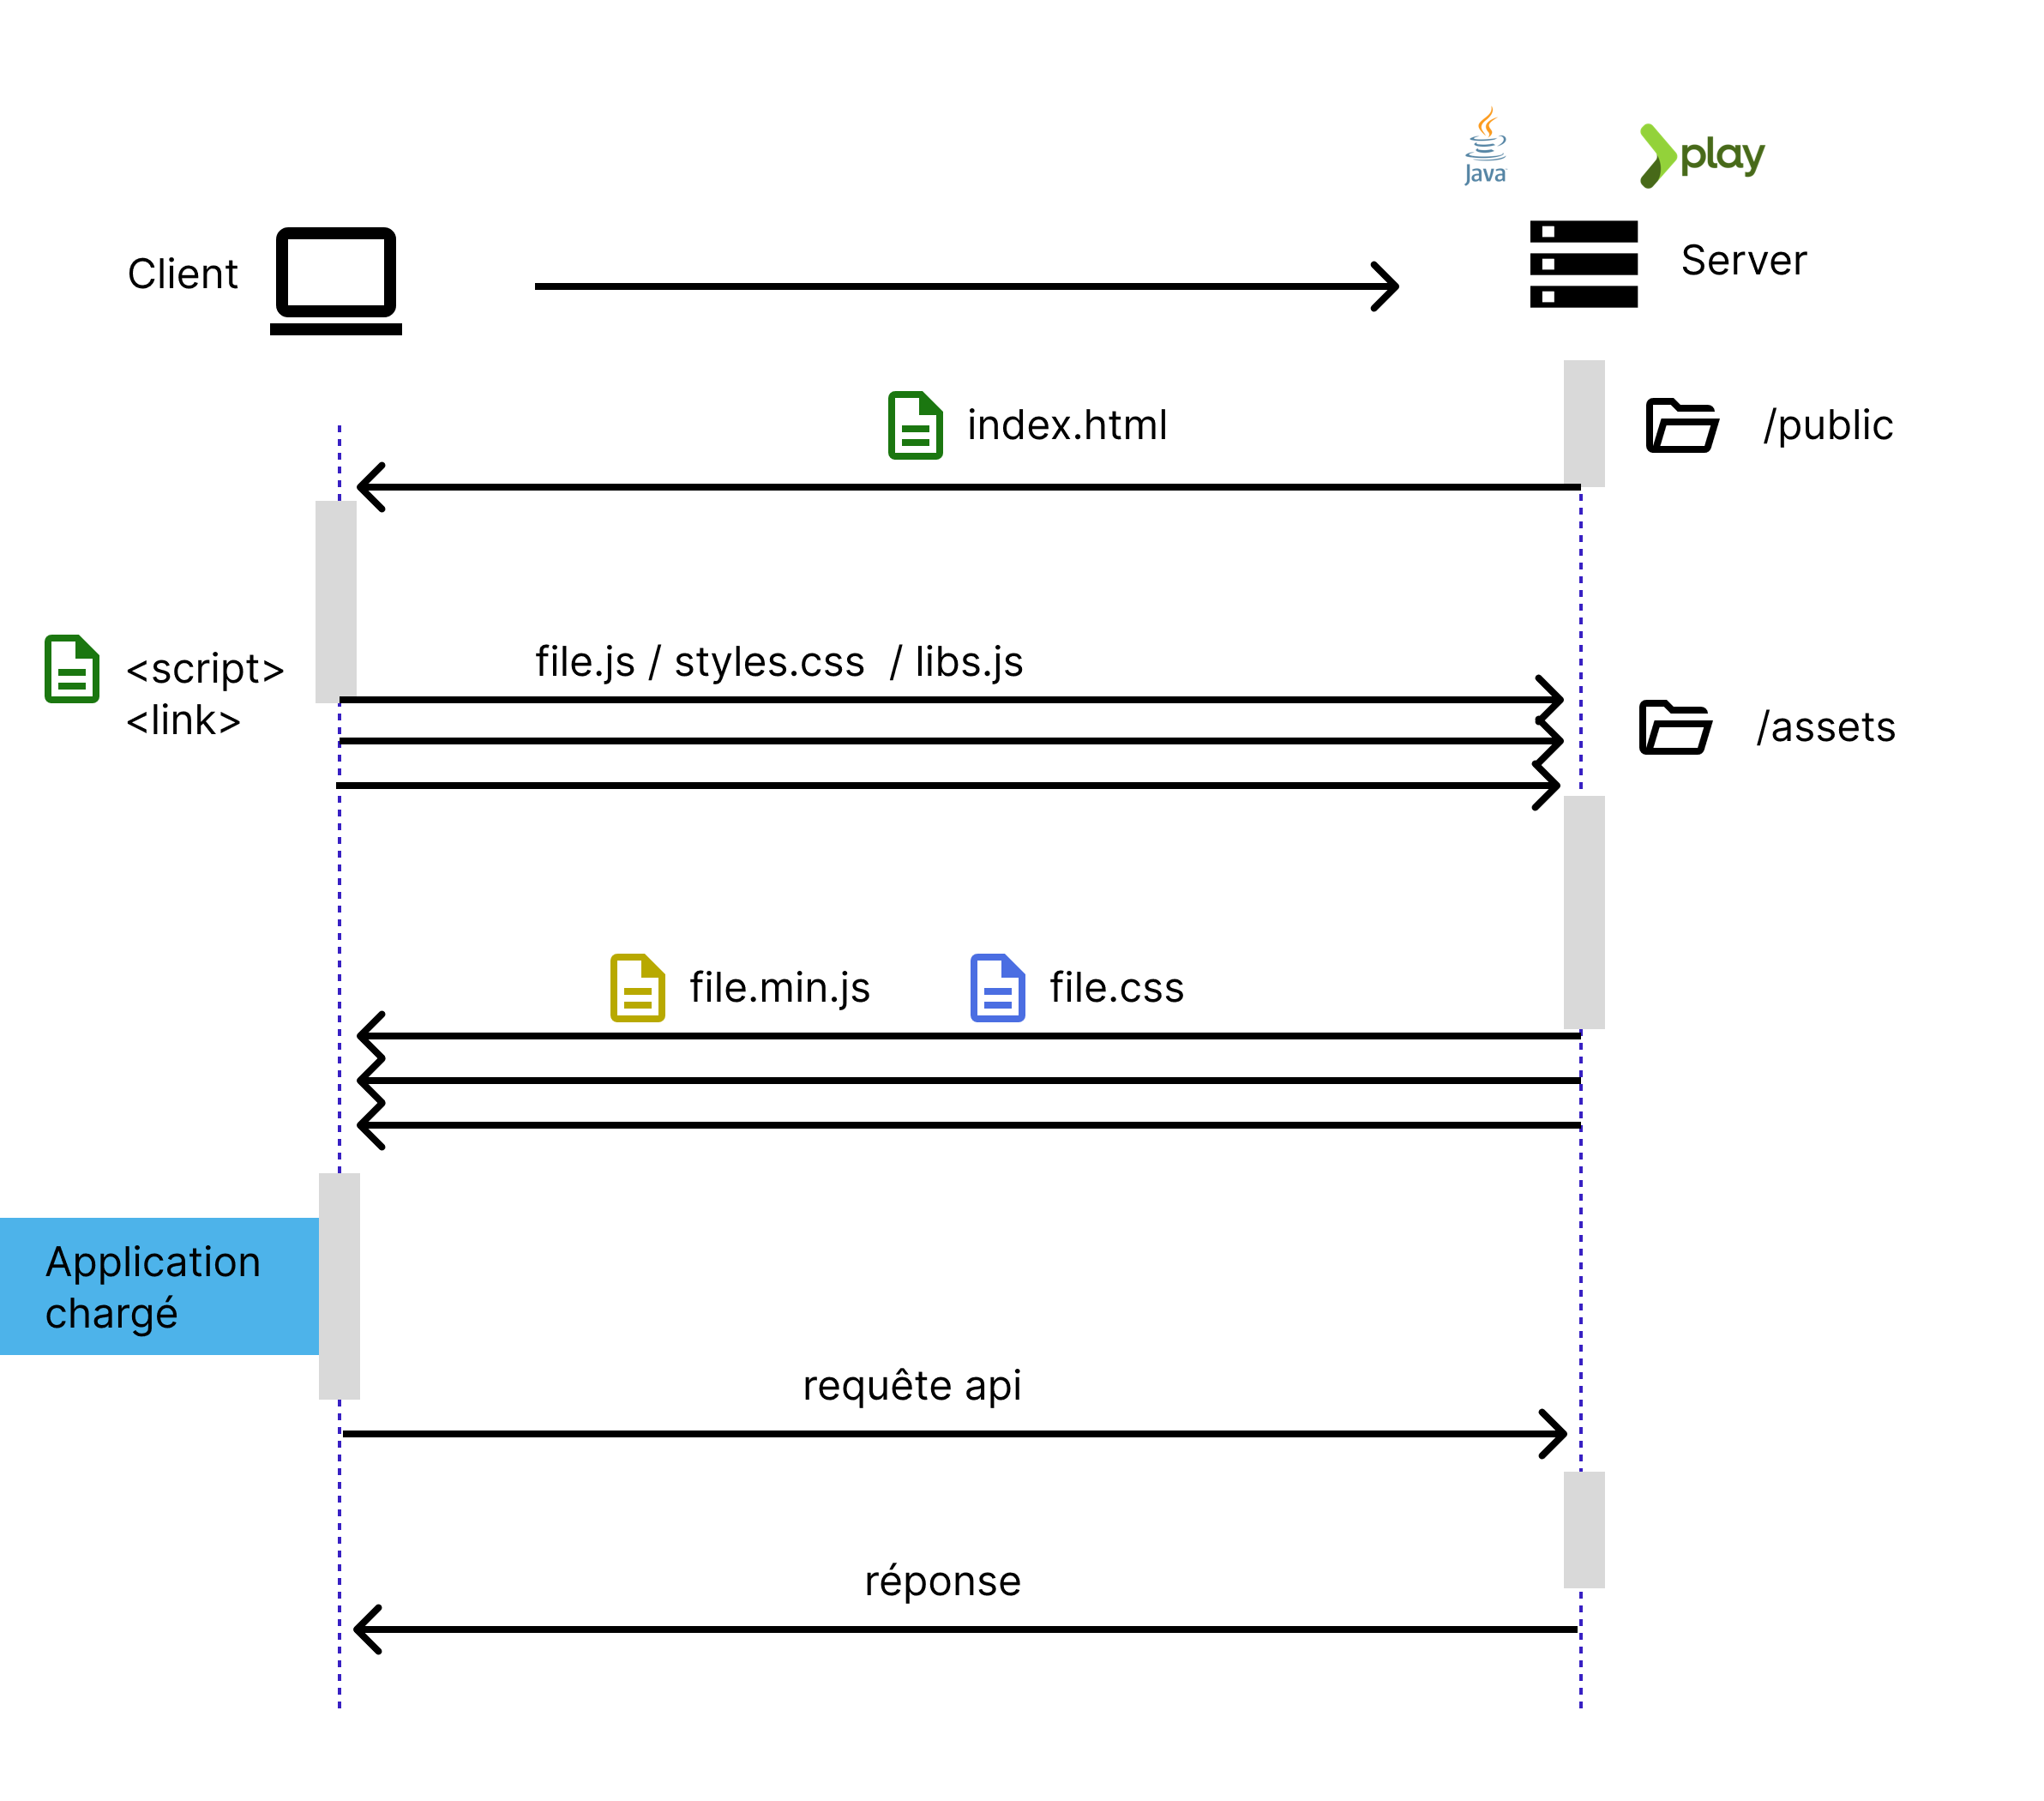 Java
play
Client
Server
index.html
/public
<script>
<link>
file.js / styles.css / libs.js
/assets
file.min.js
file.css
Application
chargé
requête api
réponse